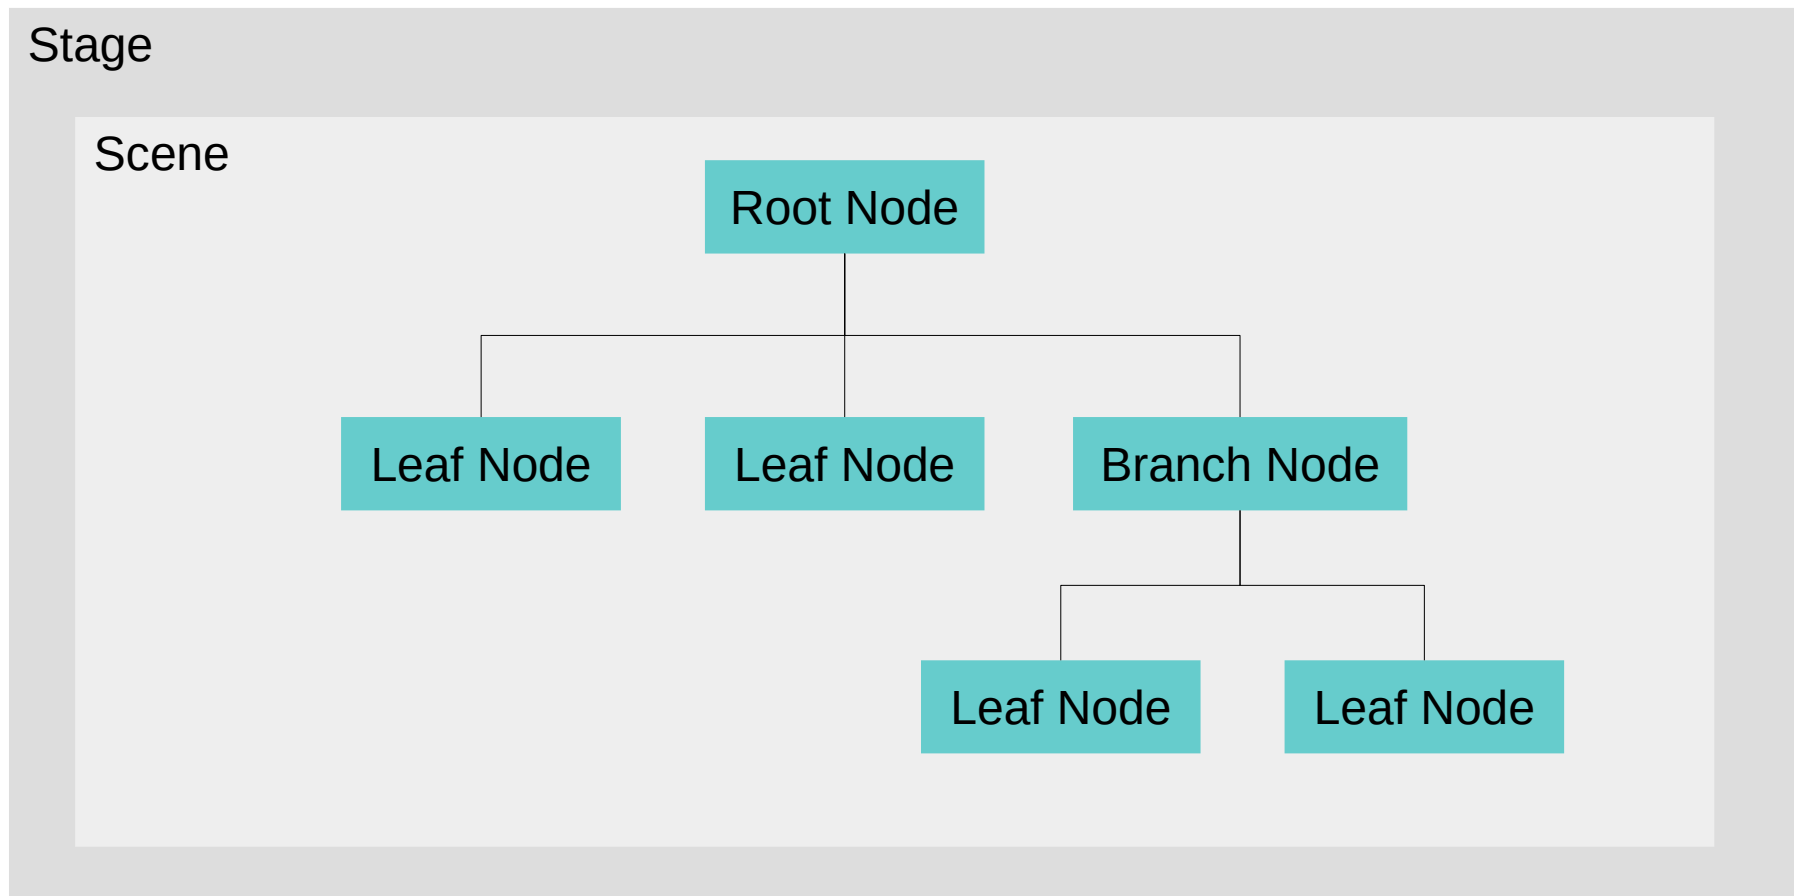 Stage
Scene
Root Node
Leaf Node
Leaf Node
Branch Node
Leaf Node
Leaf Node